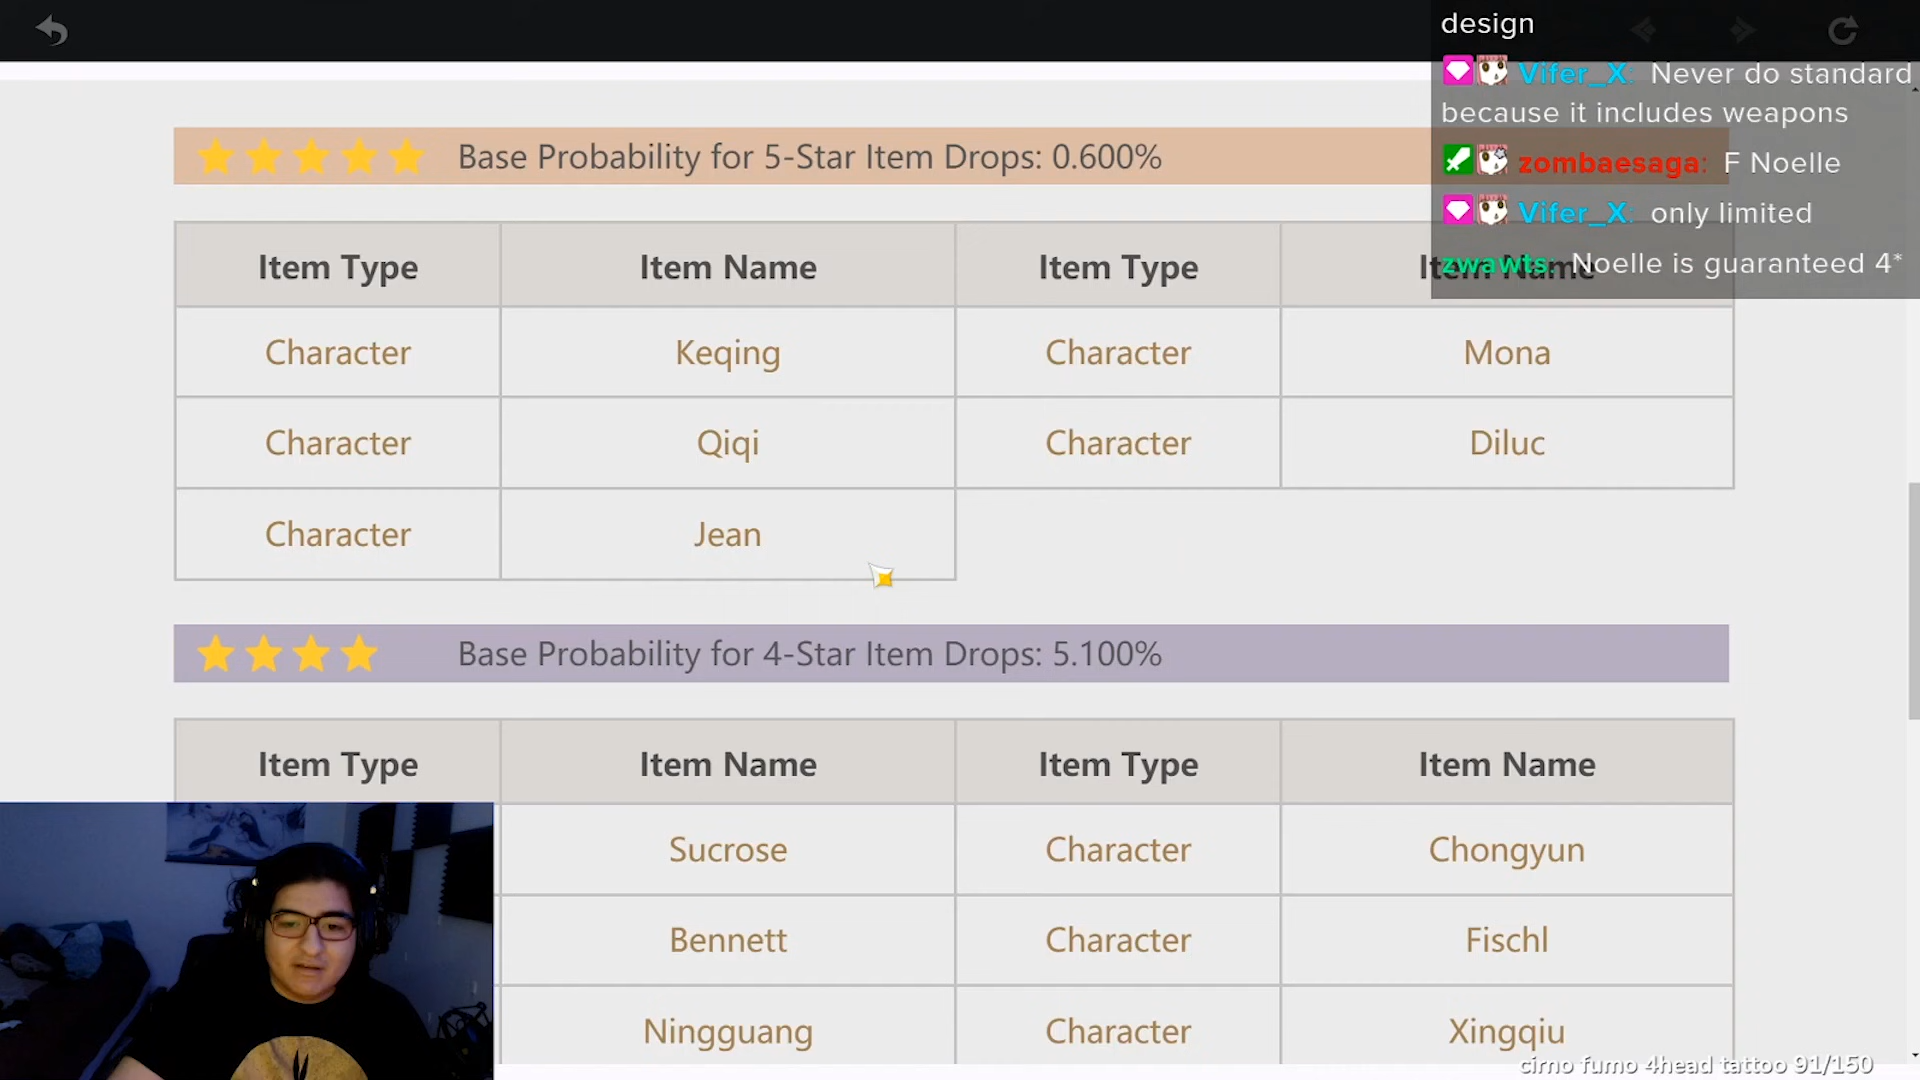 design
Vifer_X: Never do standard
because it includes weapons
zombaesaga: F Noelle
Vifer_X: only limited
zwawts: Noelle is guaranteed 4*
Base Probability for 5-Star Item Drops: 0.600%
Item Type Item Name Item Type Item Name
Character Keqing Character Mona
Character Qiqi Character Diluc
Character Jean
Base Probability for 4-Star Item Drops: 5.100%
Item Type Item Name Item Type Item Name
Sucrose Character Chongyun
Bennett Character Fischl
Ningguang Character Xingqiu
cirno fumo 4head tattoo 91/150